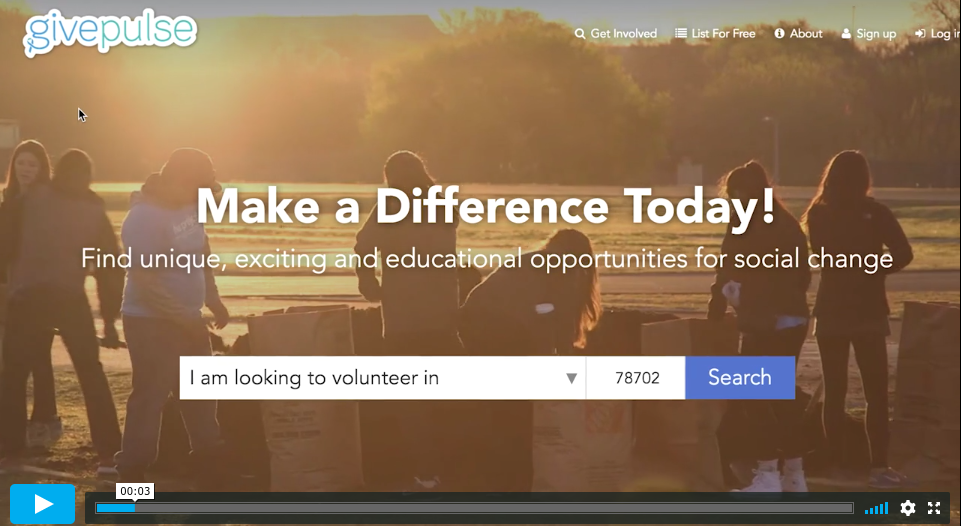 givepulse
Get Involved List For Free About Sign up Log in
Make a Difference Today!
Find unique, exciting and educational opportunities for social change
I am looking to volunteer in 78702 Search
00:03